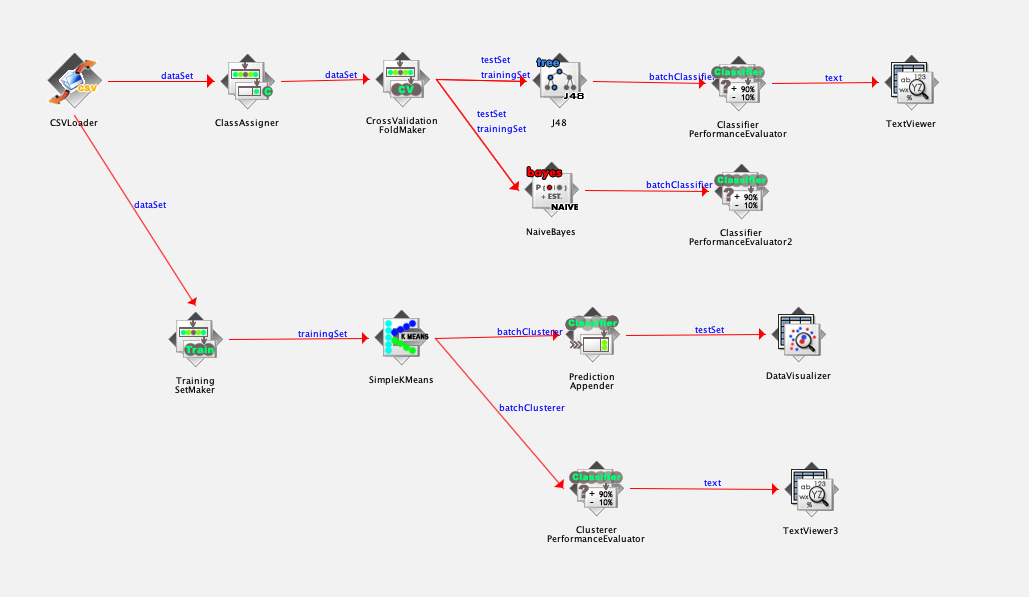 dataSet
dataSet
testSet
trainingSet
batchClassifier
text
CSV
tree
J48
CV
C
Classifier
? + 90%
- 10%
ab 123
wx YZ
%
CSVLoader
ClassAssigner
CrossValidation
FoldMaker
J48
Classifier
PerformanceEvaluator
TextViewer
testSet
trainingSet
bayes
P ( | )
+ EST.
NAIVE
batchClassifier
Classifier
? + 90%
- 10%
NaiveBayes
Classifier
PerformanceEvaluator2
dataSet
Train
trainingSet
K MEANS
batchClusterer
Classifier
testSet
Training
SetMaker
SimpleKMeans
Prediction
Appender
DataVisualizer
batchClusterer
Classifier
? + 90%
- 10%
text
ab 123
wx YZ
%
Clusterer
PerformanceEvaluator
TextViewer3